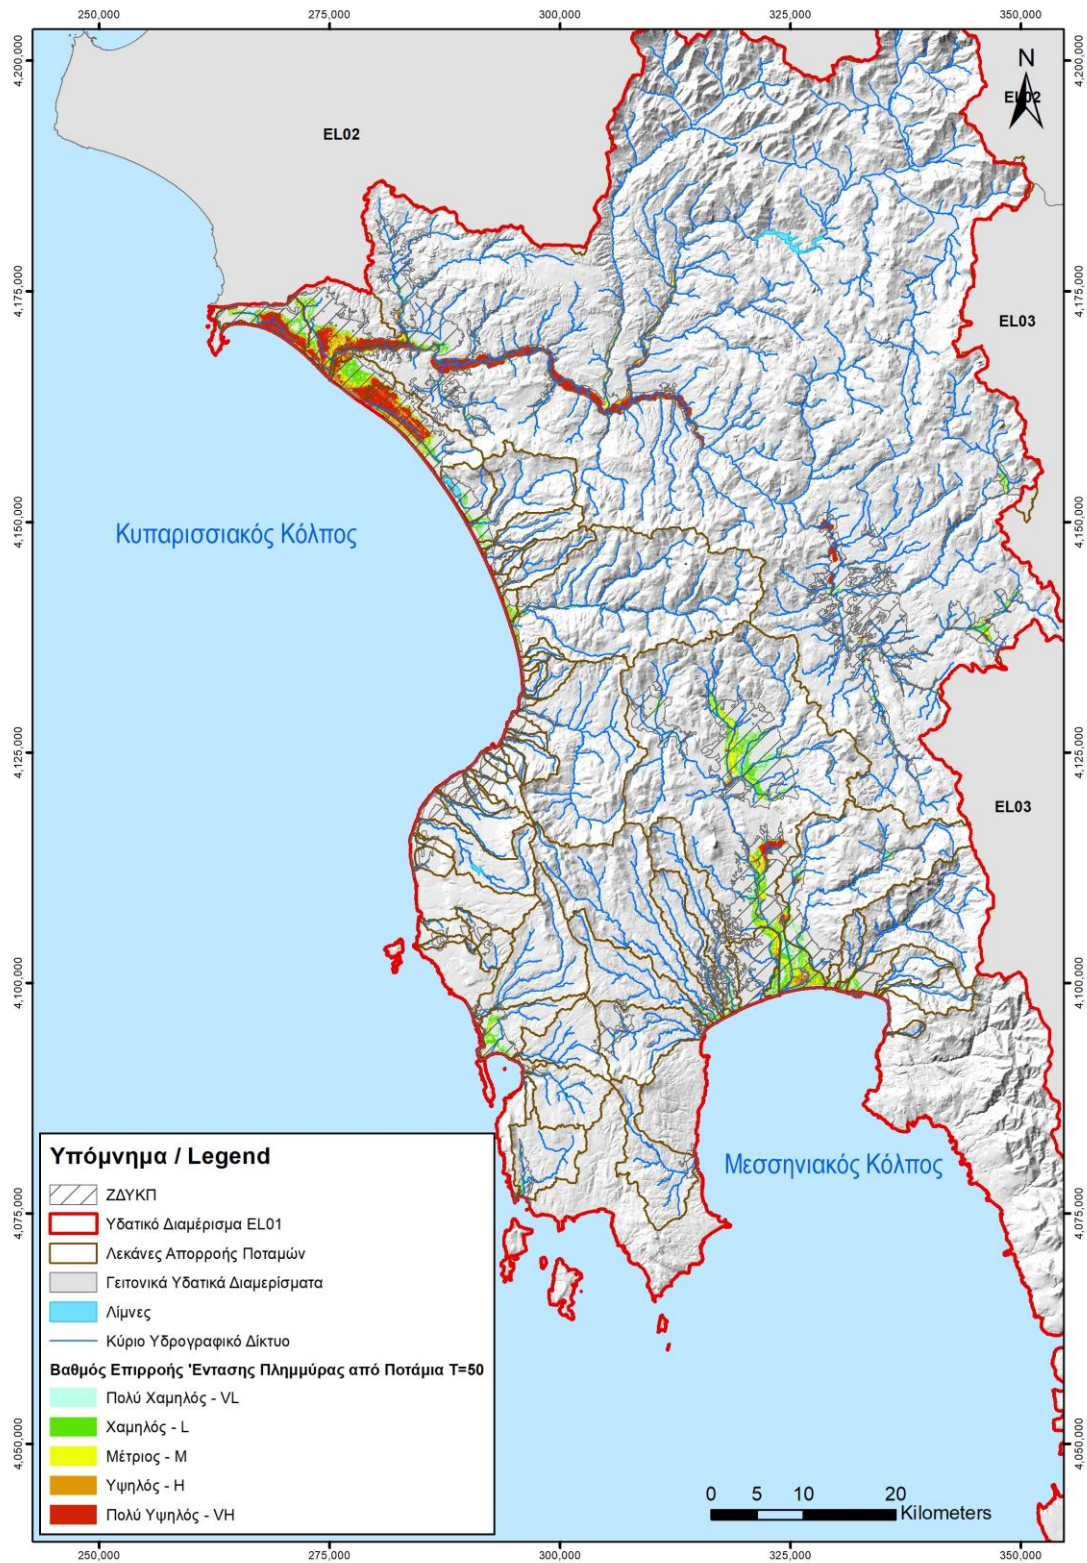 250,000 275,000 300,000 325,000 350,000
4,200,000 4,200,000
N
EL02
EL02
4,175,000 4,175,000
EL03
4,150,000 4,150,000
Κυπαρισσιακός Κόλπος
4,125,000 4,125,000
EL03
4,100,000 4,100,000
Μεσσηνιακός Κόλπος
4,075,000 4,075,000
4,050,000 4,050,000
Υπόμνημα / Legend
ΖΔΥΚΠ
Υδατικό Διαμέρισμα EL01
Λεκάνες Απορροής Ποταμών
Γειτονικά Υδατικά Διαμερίσματα
Λίμνες
Κύριο Υδρογραφικό Δίκτυο
Βαθμός Επιρροής 'Εντασης Πλημμύρας από Ποτάμια T=50
Πολύ Χαμηλός - VL
Χαμηλός - L
Μέτριος - M
Υψηλός - H
Πολύ Υψηλός - VH
0 5 10 20
Kilometers
250,000 275,000 300,000 325,000 350,000